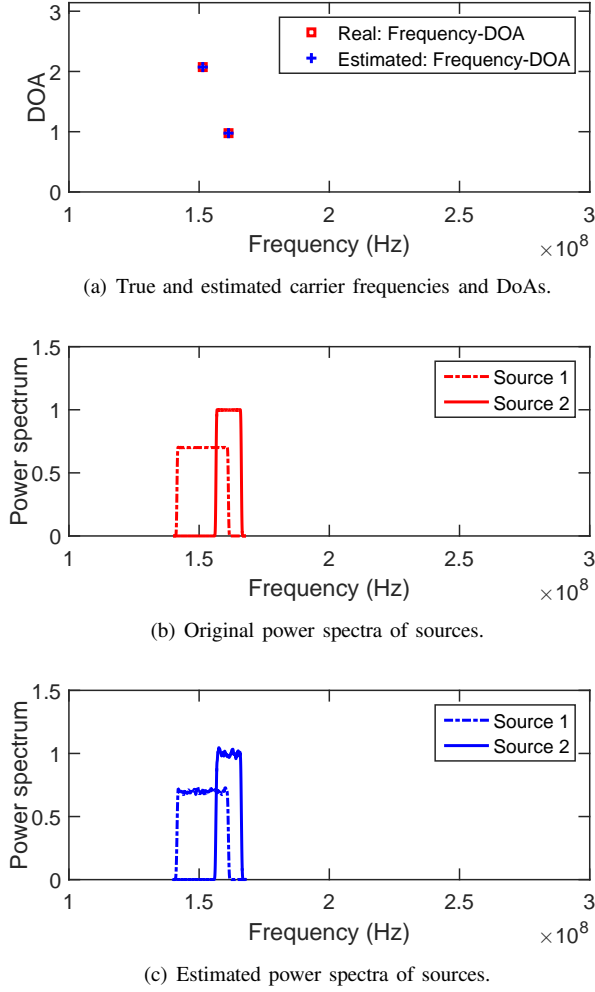 3
2
1
0
DOA
Real: Frequency-DOA
Estimated: Frequency-DOA
1 1.5 2 2.5 3
Frequency (Hz) ×10^8
(a) True and estimated carrier frequencies and DoAs.
1.5
1
0.5
0
Power spectrum
Source 1
Source 2
1 1.5 2 2.5 3
Frequency (Hz) ×10^8
(b) Original power spectra of sources.
1.5
1
0.5
0
Power spectrum
Source 1
Source 2
1 1.5 2 2.5 3
Frequency (Hz) ×10^8
(c) Estimated power spectra of sources.